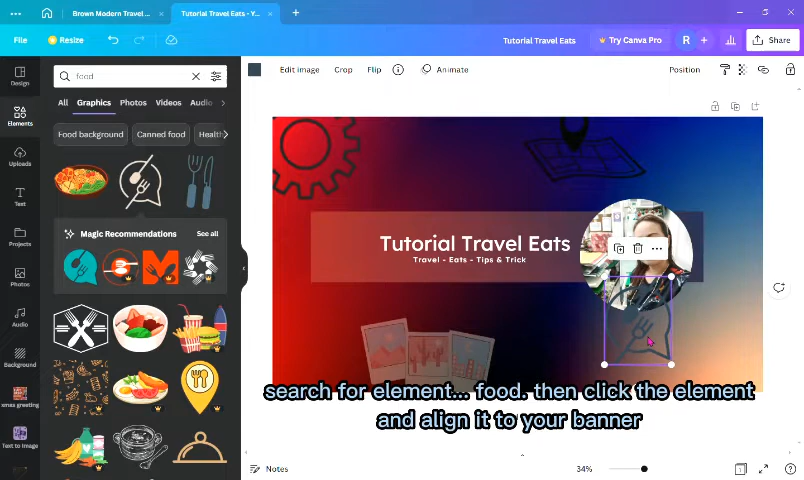 Brown Modern Travel ...
Tutorial Travel Eats - Y...
File
Resize
Tutorial Travel Eats
Try Canva Pro
R
Share
Design
Elements
Uploads
Text
Projects
Photos
Audio
Background
xmas greeting
Text to Image
food
All
Graphics
Photos
Videos
Audio
Food background
Canned food
Health
Magic Recommendations
See all
Edit image
Crop
Flip
Animate
Position
Tutorial Travel Eats
Travel - Eats - Tips & Trick
search for element... food. then click the element
and align it to your banner
Notes
34%
1